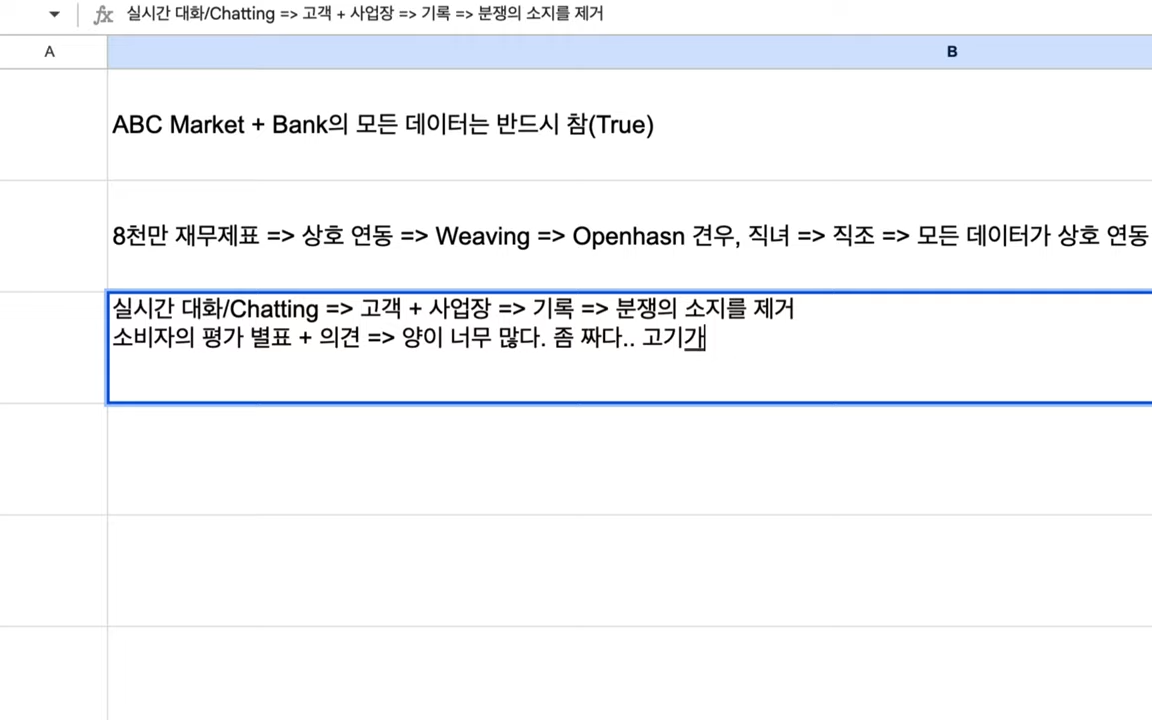 fx 실시간 대화/Chatting => 고객 + 사업장 => 기록 => 분쟁의 소지를 제거
A B
ABC Market + Bank의 모든 데이터는 반드시 참(True)
8천만 재무제표 => 상호 연동 => Weaving => Openhasn 견우, 직녀 => 직조 => 모든 데이터가 상호 연동
실시간 대화/Chatting => 고객 + 사업장 => 기록 => 분쟁의 소지를 제거
소비자의 평가 별표 + 의견 => 양이 너무 많다. 좀 짜다.. 고기가